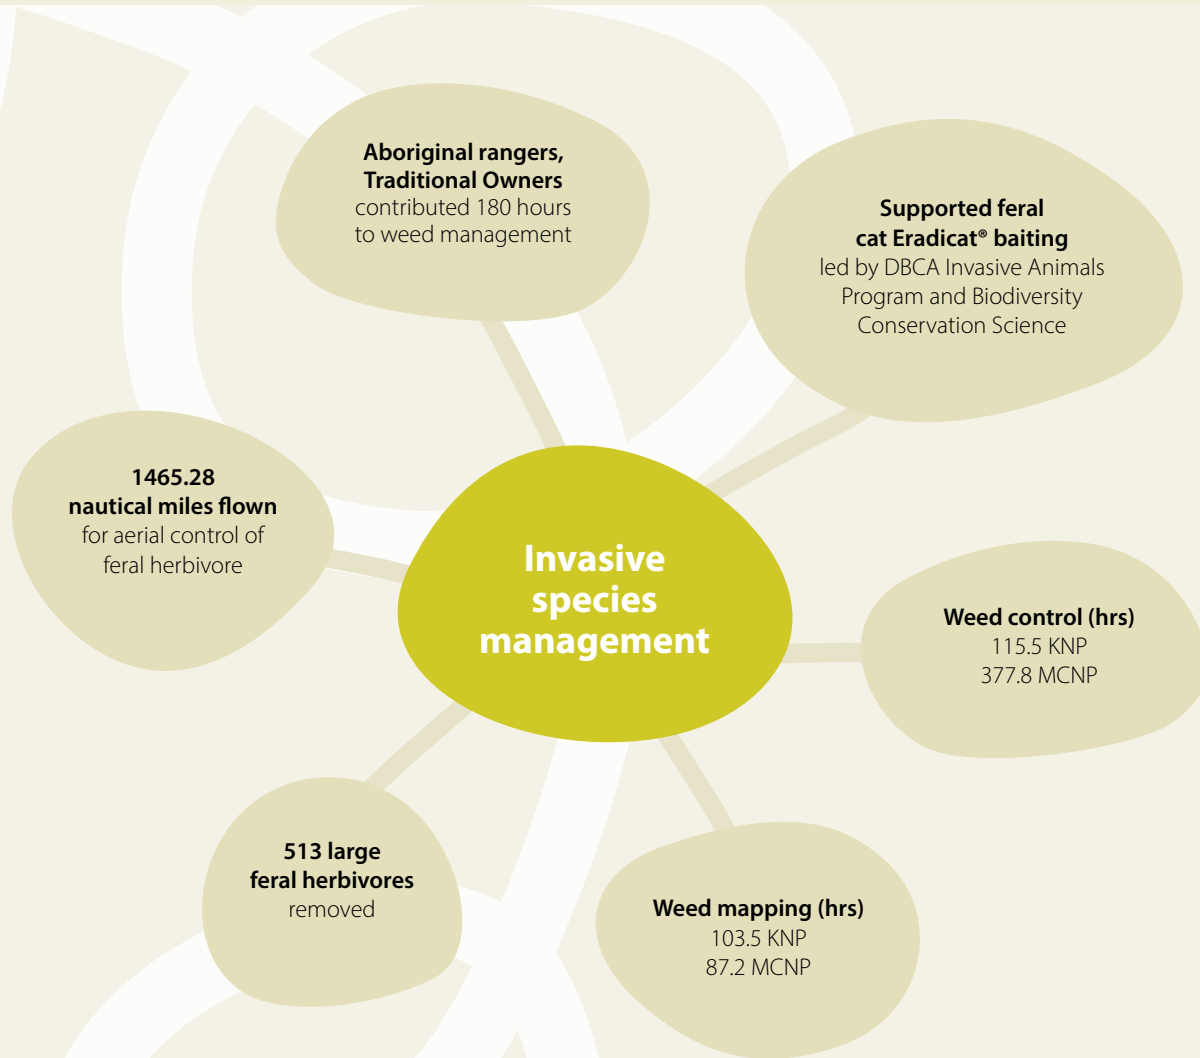 Aboriginal rangers,
Traditional Owners
contributed 180 hours
to weed management
Supported feral
cat Eradicat® baiting
led by DBCA Invasive Animals
Program and Biodiversity
Conservation Science
1465.28
nautical miles flown
for aerial control of
feral herbivore
Invasive
species
management
Weed control (hrs)
115.5 KNP
377.8 MCNP
513 large
feral herbivores
removed
Weed mapping (hrs)
103.5 KNP
87.2 MCNP